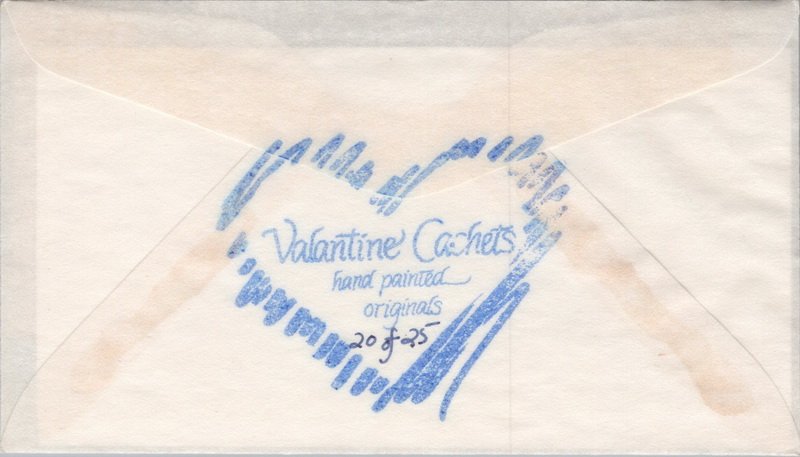 Valantine Cachets
hand painted
originals
20 of 25